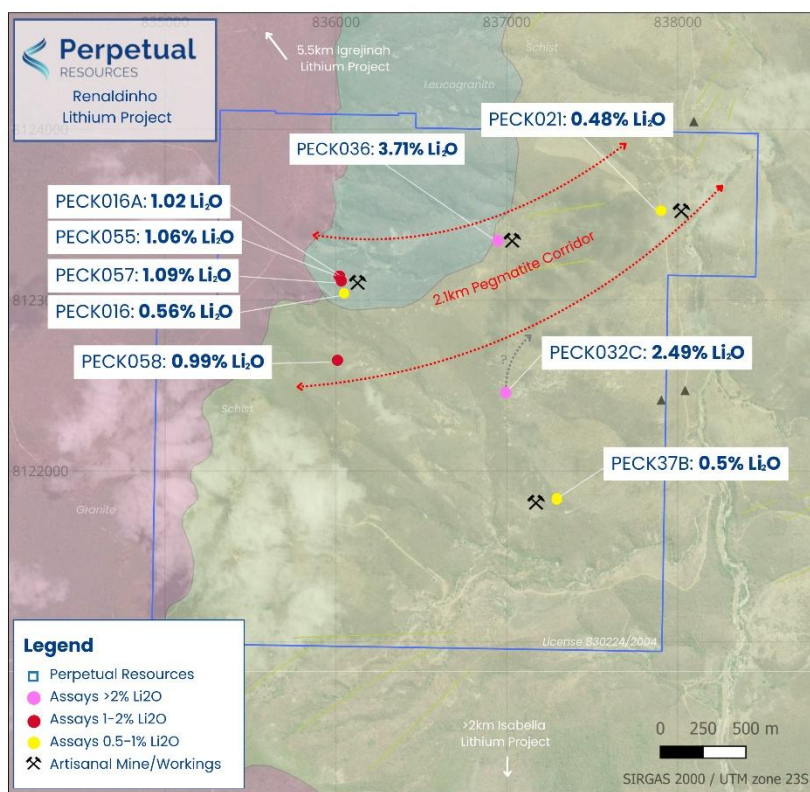 835000
836000
837000
838000
Perpetual
RESOURCES
Renaldinho
Lithium Project
5.5km Igrejinah
Lithium Project
Schist
Leucogranite
8124000
PECK021: 0.48% Li₂O
PECK036: 3.71% Li₂O
PECK016A: 1.02 Li₂O
PECK055: 1.06% Li₂O
PECK057: 1.09% Li₂O
PECK016: 0.56% Li₂O
2.1km Pegmatite Corridor
8123000
PECK058: 0.99% Li₂O
?
PECK032C: 2.49% Li₂O
Schist
8122000
PECK37B: 0.5% Li₂O
Granite
License 830224/2004
Legend
Perpetual Resources
Assays >2% Li2O
Assays 1-2% Li2O
Assays 0.5-1% Li2O
Artisanal Mine/Workings
>2km Isabella
Lithium Project
0 250 500 m
SIRGAS 2000 / UTM zone 23S